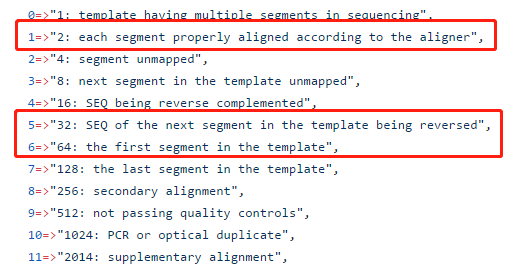 0=>"1: template having multiple segments in sequencing",
1=>"2: each segment properly aligned according to the aligner",
2=>"4: segment unmapped",
3=>"8: next segment in the template unmapped",
4=>"16: SEQ being reverse complemented",
5=>"32: SEQ of the next segment in the template being reversed",
6=>"64: the first segment in the template",
7=>"128: the last segment in the template",
8=>"256: secondary alignment",
9=>"512: not passing quality controls",
10=>"1024: PCR or optical duplicate",
11=>"2014: supplementary alignment",